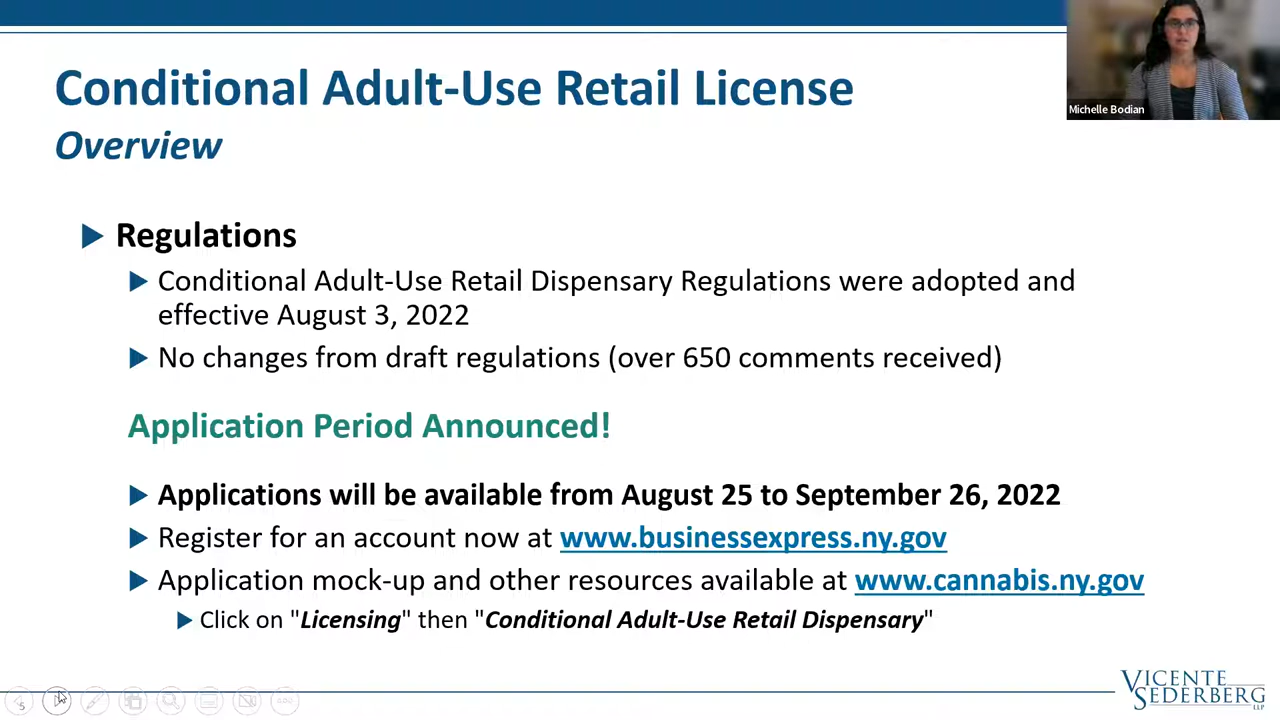 Conditional Adult-Use Retail License
Overview
Michelle Bodian
Regulations
Conditional Adult-Use Retail Dispensary Regulations were adopted and
effective August 3, 2022
No changes from draft regulations (over 650 comments received)
Application Period Announced!
Applications will be available from August 25 to September 26, 2022
Register for an account now at www.businessexpress.ny.gov
Application mock-up and other resources available at www.cannabis.ny.gov
Click on "Licensing" then "Conditional Adult-Use Retail Dispensary"
5
VICENTE
SEDERBERG
LLP